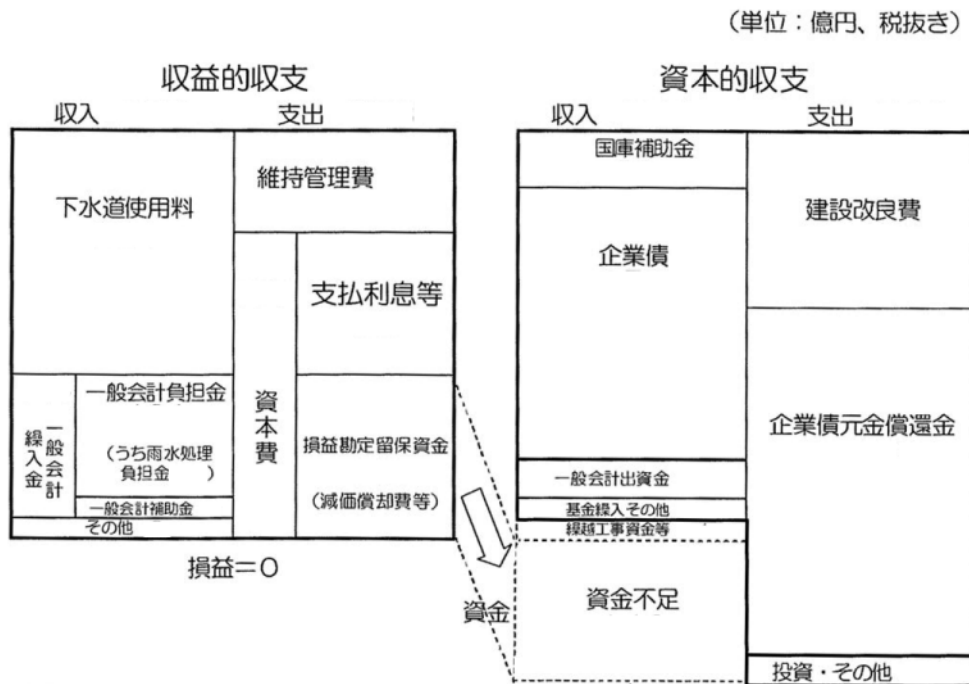 (単位：億円、税抜き)
収益的収支
収入
支出
下水道使用料
一般会計
繰入金
一般会計負担金
(うち雨水処理
負担金　　)
一般会計補助金
その他
維持管理費
資本費
支払利息等
損益勘定留保資金
(減価償却費等)
損益＝0
資金
資本的収支
収入
支出
国庫補助金
企業債
一般会計出資金
基金繰入その他
繰越工事資金等
資金不足
建設改良費
企業債元金償還金
投資・その他